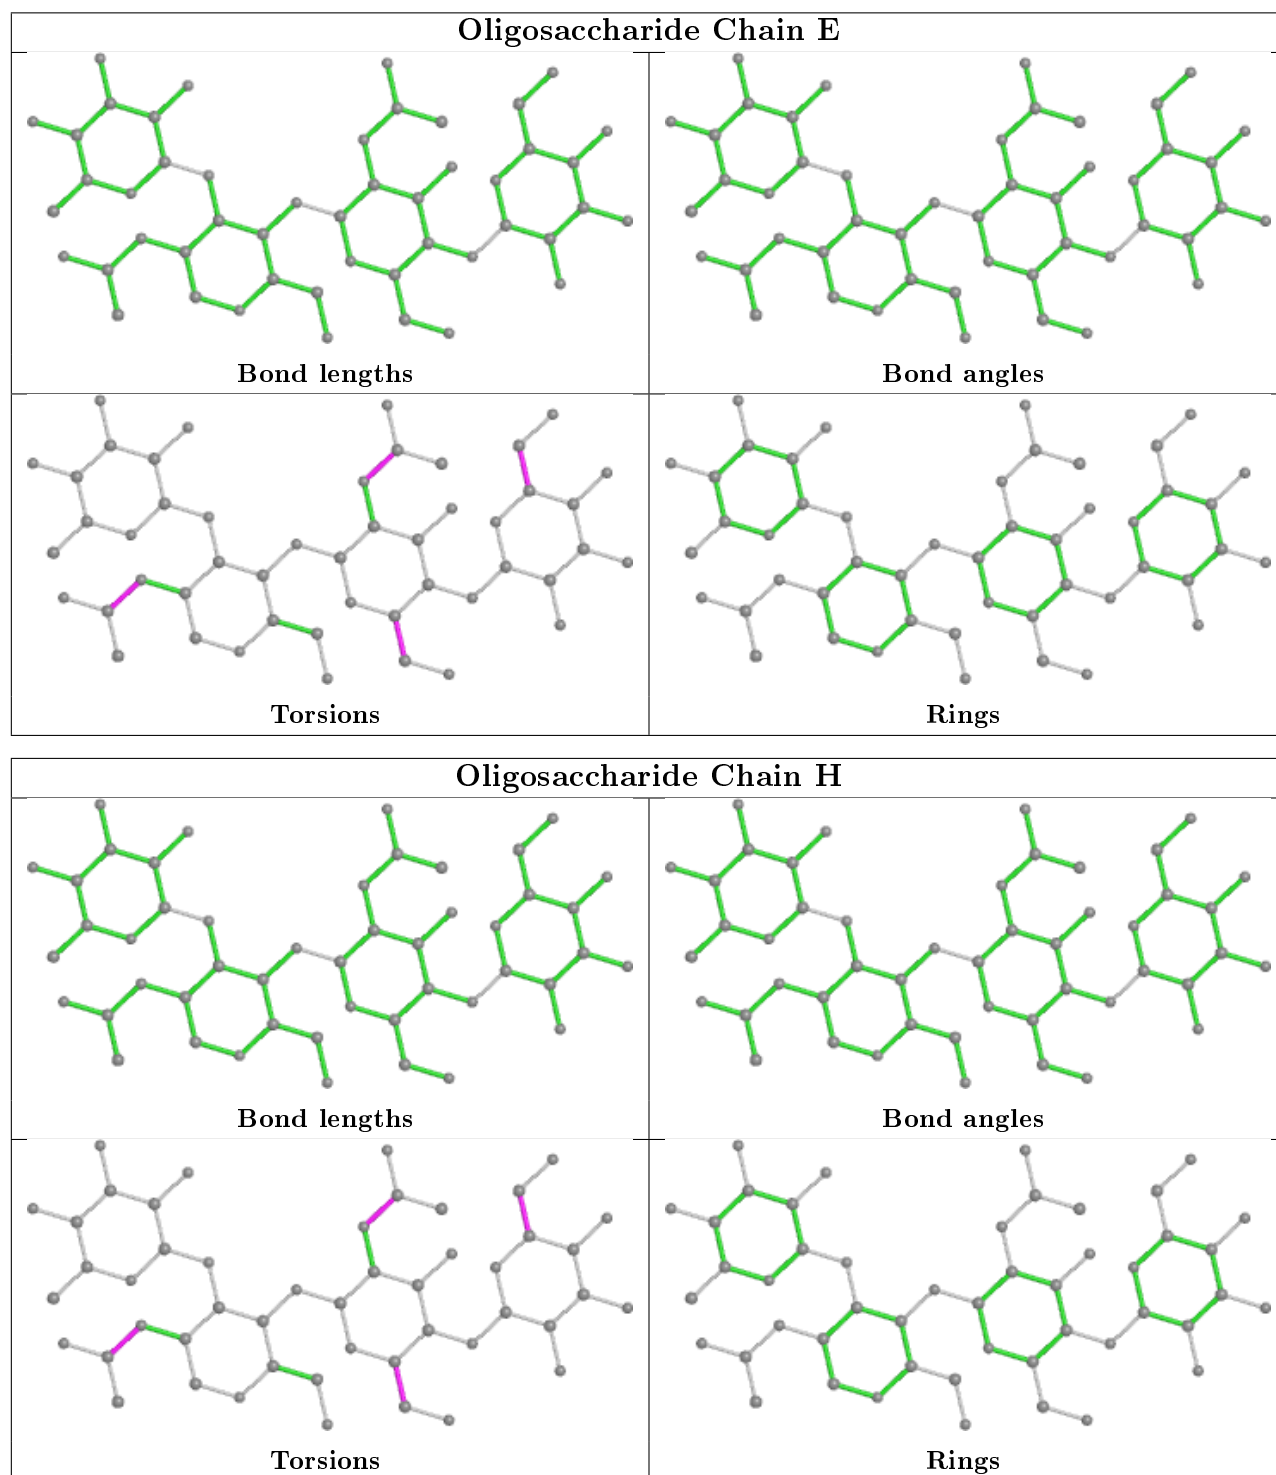 Oligosaccharide Chain E
Bond lengths
Bond angles
Torsions
Rings
Oligosaccharide Chain H
Bond lengths
Bond angles
Torsions
Rings